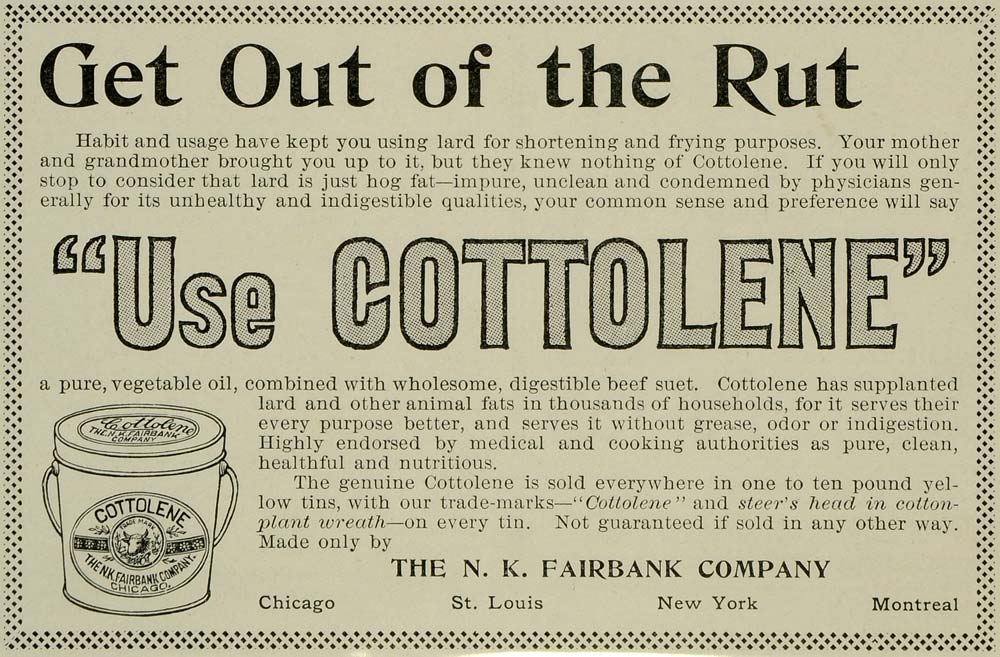 Get Out of the Rut
Habit and usage have kept you using lard for shortening and frying purposes. Your mother
and grandmother brought you up to it, but they knew nothing of Cottolene. If you will only
stop to consider that lard is just hog fat—impure, unclean and condemned by physicians gen-
erally for its unhealthy and indigestible qualities, your common sense and preference will say
“Use COTTOLENE”
a pure, vegetable oil, combined with wholesome, digestible beef suet. Cottolene has supplanted
lard and other animal fats in thousands of households, for it serves their
every purpose better, and serves it without grease, odor or indigestion.
Highly endorsed by medical and cooking authorities as pure, clean,
healthful and nutritious.
The genuine Cottolene is sold everywhere in one to ten pound yel-
low tins, with our trade-marks—“Cottolene” and steer's head in cotton-
plant wreath—on every tin. Not guaranteed if sold in any other way.
Made only by
THE N. K. FAIRBANK COMPANY
Chicago St. Louis New York Montreal
Cottolene
THE N.K. FAIRBANK
COMPANY
COTTOLENE
TRADE MARK
THE N.K. FAIRBANK COMPANY.
CHICAGO.